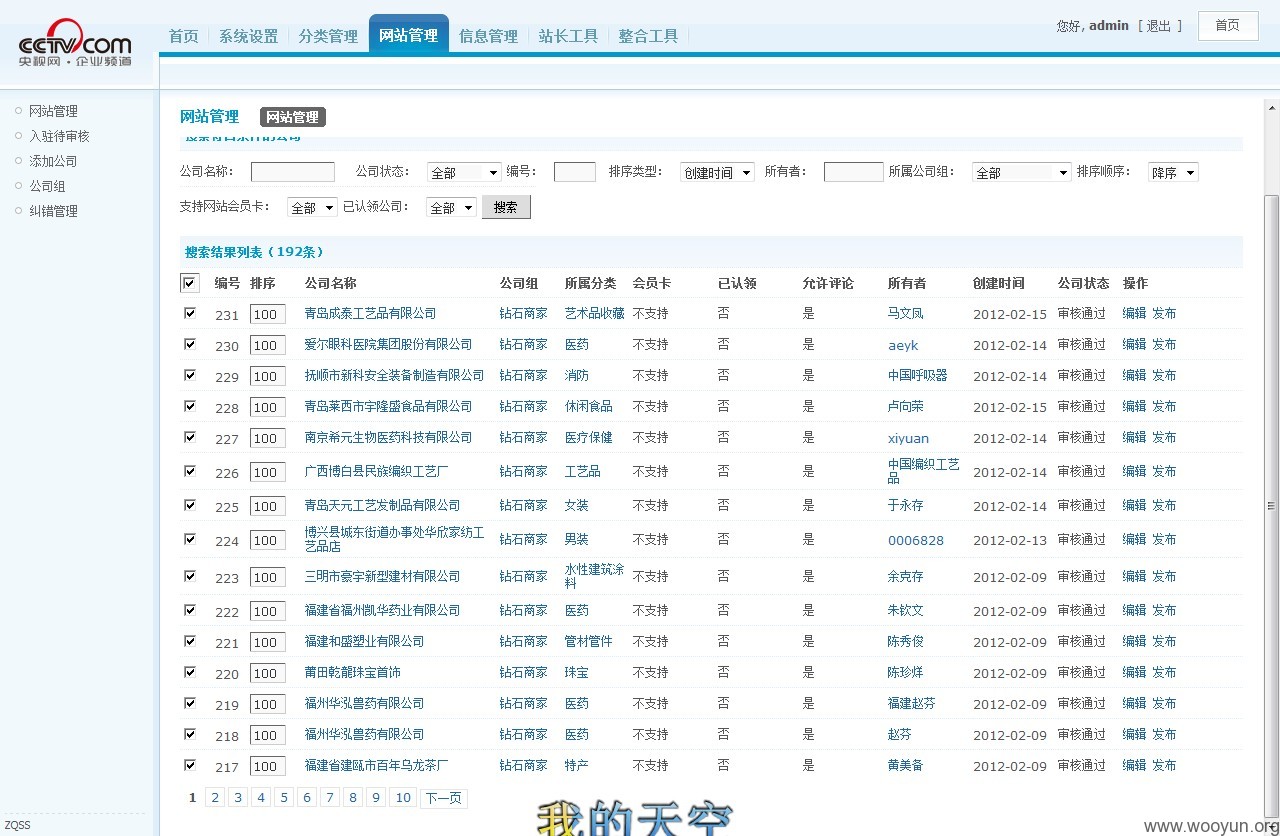 CCTV.com
央视网·企业频道
首页 系统设置 分类管理 网站管理 信息管理 站长工具 整合工具
您好, admin [ 退出 ] 首页
网站管理
入驻待审核
添加公司
公司组
纠错管理
网站管理 网站管理
搜索符合条件的公司
公司名称： 公司状态： 全部 编号： 排序类型： 创建时间 所有者： 所属公司组： 全部 排序顺序： 降序
支持网站会员卡： 全部 已认领公司： 全部 搜索
搜索结果列表（192条）
编号 排序 公司名称 公司组 所属分类 会员卡 已认领 允许评论 所有者 创建时间 公司状态 操作
231 100 青岛成泰工艺品有限公司 钻石商家 艺术品收藏 不支持 否 是 马文凤 2012-02-15 审核通过 编辑 发布
230 100 爱尔眼科医院集团股份有限公司 钻石商家 医药 不支持 否 是 aeyk 2012-02-14 审核通过 编辑 发布
229 100 抚顺市新科安全装备制造有限公司 钻石商家 消防 不支持 否 是 中国呼吸器 2012-02-14 审核通过 编辑 发布
228 100 青岛莱西市宇隆盛食品有限公司 钻石商家 休闲食品 不支持 否 是 卢向荣 2012-02-15 审核通过 编辑 发布
227 100 南京希元生物医药科技有限公司 钻石商家 医疗保健 不支持 否 是 xiyuan 2012-02-14 审核通过 编辑 发布
226 100 广西博白县民族编织工艺厂 钻石商家 工艺品 不支持 否 是 中国编织工艺品 2012-02-14 审核通过 编辑 发布
225 100 青岛天元工艺发制品有限公司 钻石商家 女装 不支持 否 是 于永存 2012-02-14 审核通过 编辑 发布
224 100 博兴县城东街道办事处华欣家纺工艺品店 钻石商家 男装 不支持 否 是 0006828 2012-02-13 审核通过 编辑 发布
223 100 三明市豪宇新型建材有限公司 钻石商家 水性建筑涂料 不支持 否 是 余克存 2012-02-09 审核通过 编辑 发布
222 100 福建省福州凯华药业有限公司 钻石商家 医药 不支持 否 是 朱钦文 2012-02-09 审核通过 编辑 发布
221 100 福建和盛塑业有限公司 钻石商家 管材管件 不支持 否 是 陈秀俊 2012-02-09 审核通过 编辑 发布
220 100 莆田乾龍珠宝首饰 钻石商家 珠宝 不支持 否 是 陈珍烊 2012-02-09 审核通过 编辑 发布
219 100 福州华泓兽药有限公司 钻石商家 医药 不支持 否 是 福建赵芬 2012-02-09 审核通过 编辑 发布
218 100 福州华泓兽药有限公司 钻石商家 医药 不支持 否 是 赵芬 2012-02-09 审核通过 编辑 发布
217 100 福建省建瓯市百年乌龙茶厂 钻石商家 特产 不支持 否 是 黄美备 2012-02-09 审核通过 编辑 发布
1 2 3 4 5 6 7 8 9 10 下一页
我的天空
ZQSS
www.wooyun.org